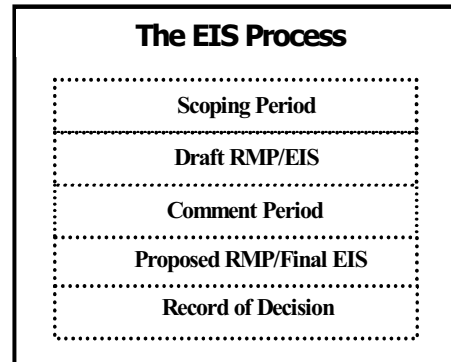 The EIS Process
Scoping Period
Draft RMP/EIS
Comment Period
Proposed RMP/Final EIS
Record of Decision